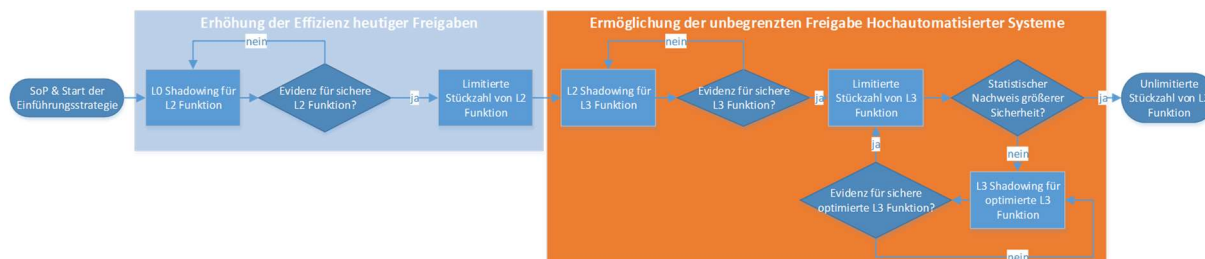 Erhöhung der Effizienz heutiger Freigaben
Ermöglichung der unbegrenzten Freigabe Hochautomatisierter Systeme
nein
nein
SoP & Start der
Einführungsstrategie
L0 Shadowing für
L2 Funktion
Evidenz für sichere
L2 Funktion?
ja
Limitierte
Stückzahl von L2
Funktion
L2 Shadowing für
L3 Funktion
Evidenz für sichere
L3 Funktion?
ja
Limitierte
Stückzahl von L3
Funktion
Statistischer
Nachweis größerer
Sicherheit?
ja
Unlimitierte
Stückzahl von
Funktion
ja
nein
Evidenz für sichere
optimierte L3 Funktion?
L3 Shadowing für
optimierte L3
Funktion
nein